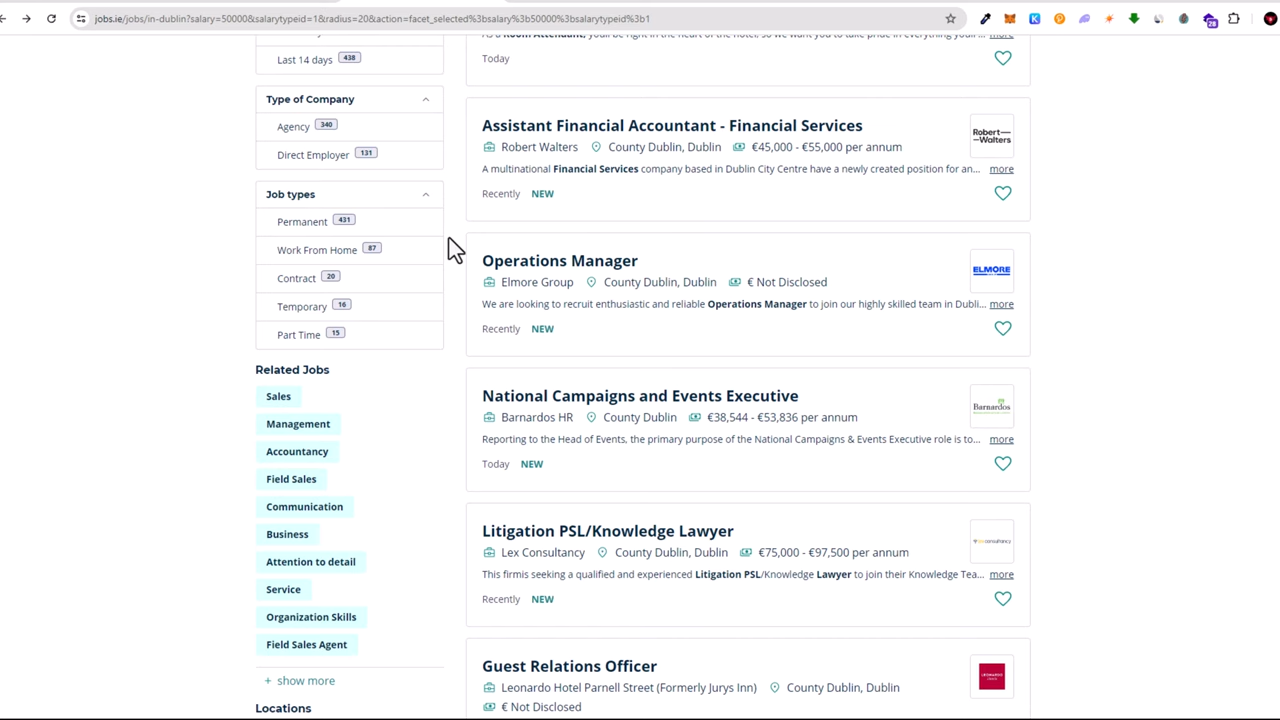 jobs.ie/jobs/in-dublin?salary=50000&salarytypeid=1&radius=20&action=facet_selected%3bsalary%3b50000%3bsalarytypeid%3b1
28
Last 14 days 438
Type of Company
Agency 340
Direct Employer 131
Job types
Permanent 431
Work From Home 87
Contract 20
Temporary 16
Part Time 15
Related Jobs
Sales
Management
Accountancy
Field Sales
Communication
Business
Attention to detail
Service
Organization Skills
Field Sales Agent
+ show more
Locations
more
Today
Assistant Financial Accountant - Financial Services
Robert Walters County Dublin, Dublin €45,000 - €55,000 per annum
A multinational Financial Services company based in Dublin City Centre have a newly created position for an... more
Recently NEW
Robert—
—Walters
Operations Manager
Elmore Group County Dublin, Dublin € Not Disclosed
We are looking to recruit enthusiastic and reliable Operations Manager to join our highly skilled team in Dubli... more
Recently NEW
ELMORE
National Campaigns and Events Executive
Barnardos HR County Dublin €38,544 - €53,836 per annum
Reporting to the Head of Events, the primary purpose of the National Campaigns & Events Executive role is to... more
Today NEW
Barnardos
Litigation PSL/Knowledge Lawyer
Lex Consultancy County Dublin, Dublin €75,000 - €97,500 per annum
This firms seeking a qualified and experienced Litigation PSL/Knowledge Lawyer to join their Knowledge Tea... more
Recently NEW
Guest Relations Officer
Leonardo Hotel Parnell Street (Formerly Jurys Inn) County Dublin, Dublin
€ Not Disclosed